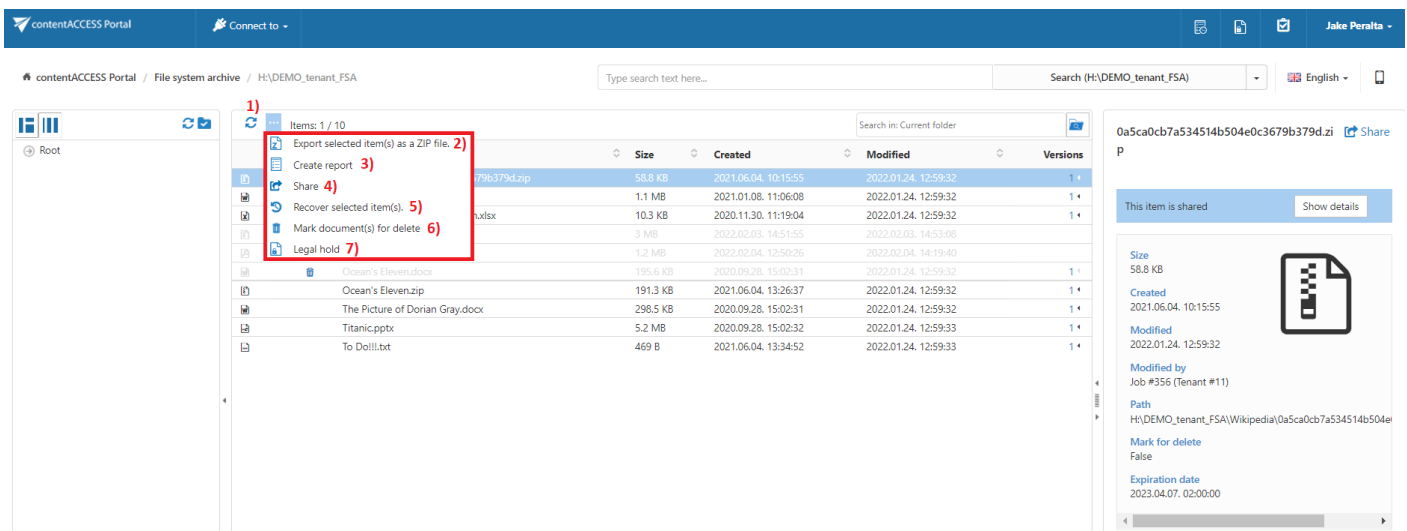 contentACCESS Portal Connect to Jake Peralta
contentACCESS Portal / File system archive / H:\DEMO_tenant_FSA Type search text here... Search (H:\DEMO_tenant_FSA) English
1)
Items: 1 / 10 Search in: Current folder
Root
Export selected item(s) as a ZIP file. 2)
Create report 3)
Share 4)
Recover selected item(s). 5)
Mark document(s) for delete 6)
Legal hold 7)
Size Created Modified Versions
79b379d.zip 58.8 KB 2021.06.04. 10:15:55 2022.01.24. 12:59:32 1
1.1 MB 2021.01.08. 11:06:08 2022.01.24. 12:59:32 1
.xlsx 10.3 KB 2020.11.30. 11:19:04 2022.01.24. 12:59:32 1
3 MB 2022.02.03. 14:51:55 2022.02.03. 14:53:08
1.2 MB 2022.02.04. 12:50:26 2022.02.04. 14:19:40
Ocean's Eleven.docx 195.6 KB 2020.09.28. 15:02:31 2022.01.24. 12:59:32 1
Ocean's Eleven.zip 191.3 KB 2021.06.04. 13:26:37 2022.01.24. 12:59:32 1
The Picture of Dorian Gray.docx 298.5 KB 2020.09.28. 15:02:31 2022.01.24. 12:59:32 1
Titanic.pptx 5.2 MB 2020.09.28. 15:02:32 2022.01.24. 12:59:33 1
To Do!!!.txt 469 B 2021.06.04. 13:34:52 2022.01.24. 12:59:33 1
0a5ca0cb7a534514b504e0c3679b379d.zi Share
p
This item is shared Show details
Size
58.8 KB
Created
2021.06.04. 10:15:55
Modified
2022.01.24. 12:59:32
Modified by
Job #356 (Tenant #11)
Path
H:\DEMO_tenant_FSA\Wikipedia\0a5ca0cb7a534514b504e
Mark for delete
False
Expiration date
2023.04.07. 02:00:00